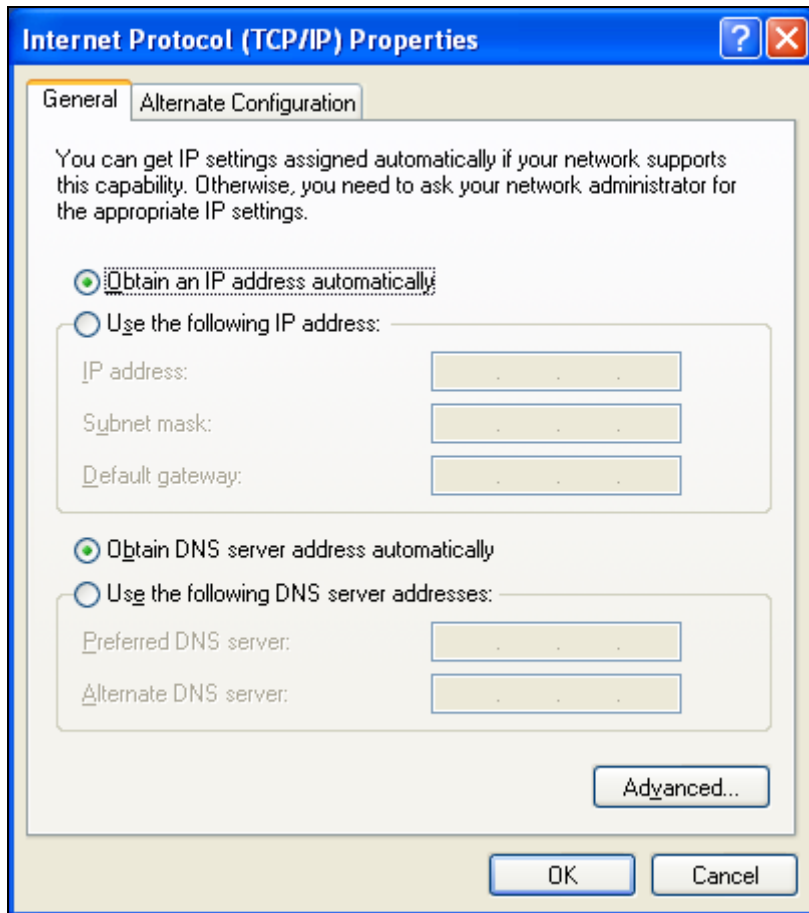 Internet Protocol (TCP/IP) Properties
General
Alternate Configuration
You can get IP settings assigned automatically if your network supports
this capability. Otherwise, you need to ask your network administrator for
the appropriate IP settings.
Obtain an IP address automatically
Use the following IP address:
IP address:
Subnet mask:
Default gateway:
Obtain DNS server address automatically
Use the following DNS server addresses:
Preferred DNS server:
Alternate DNS server:
Advanced...
OK
Cancel